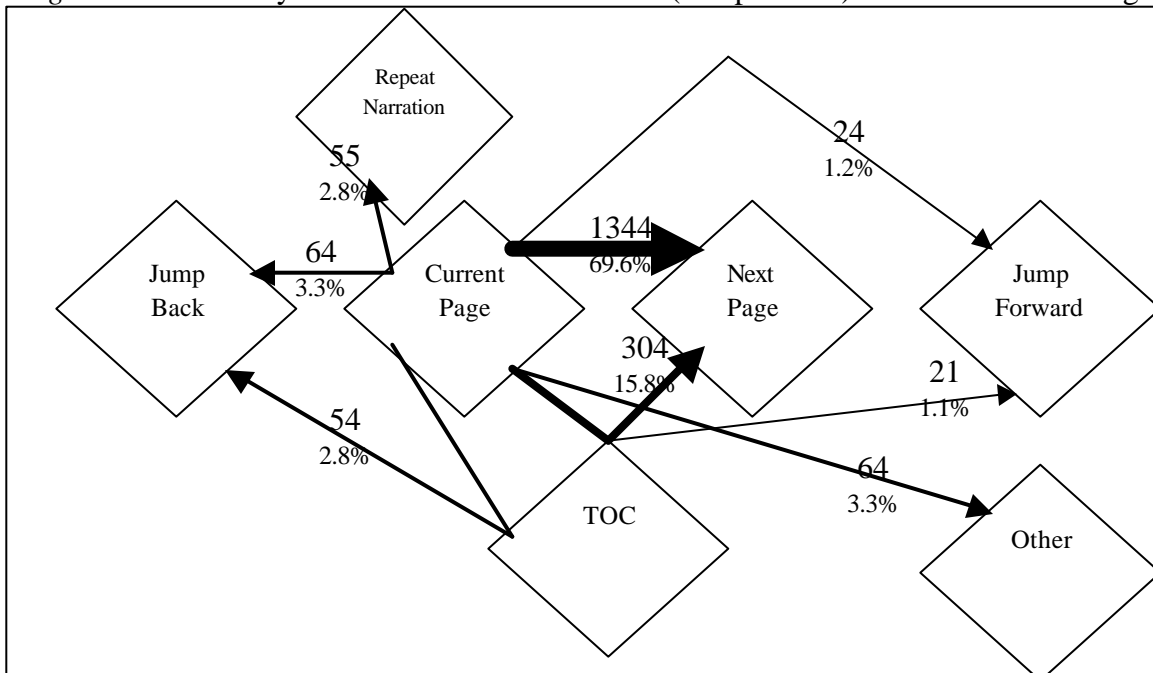 Repeat
Narration
55
2.8%
24
1.2%
64
3.3%
1344
69.6%
Jump
Back
Current
Page
Next
Page
Jump
Forward
304
15.8%
21
1.1%
54
2.8%
64
3.3%
TOC
Other